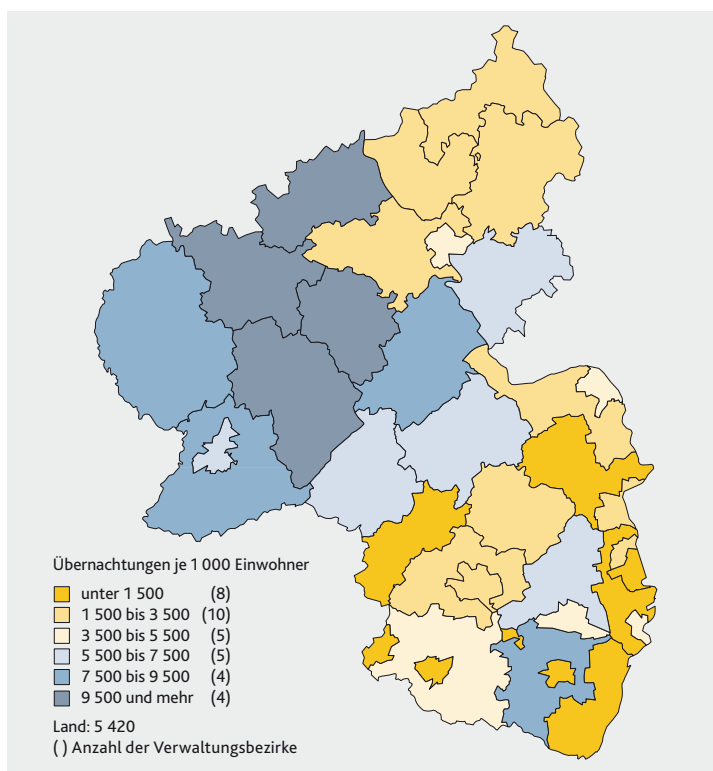 Übernachtungen je 1 000 Einwohner
unter 1 500 (8)
1 500 bis 3 500 (10)
3 500 bis 5 500 (5)
5 500 bis 7 500 (5)
7 500 bis 9 500 (4)
9 500 und mehr (4)
Land: 5 420
( ) Anzahl der Verwaltungsbezirke